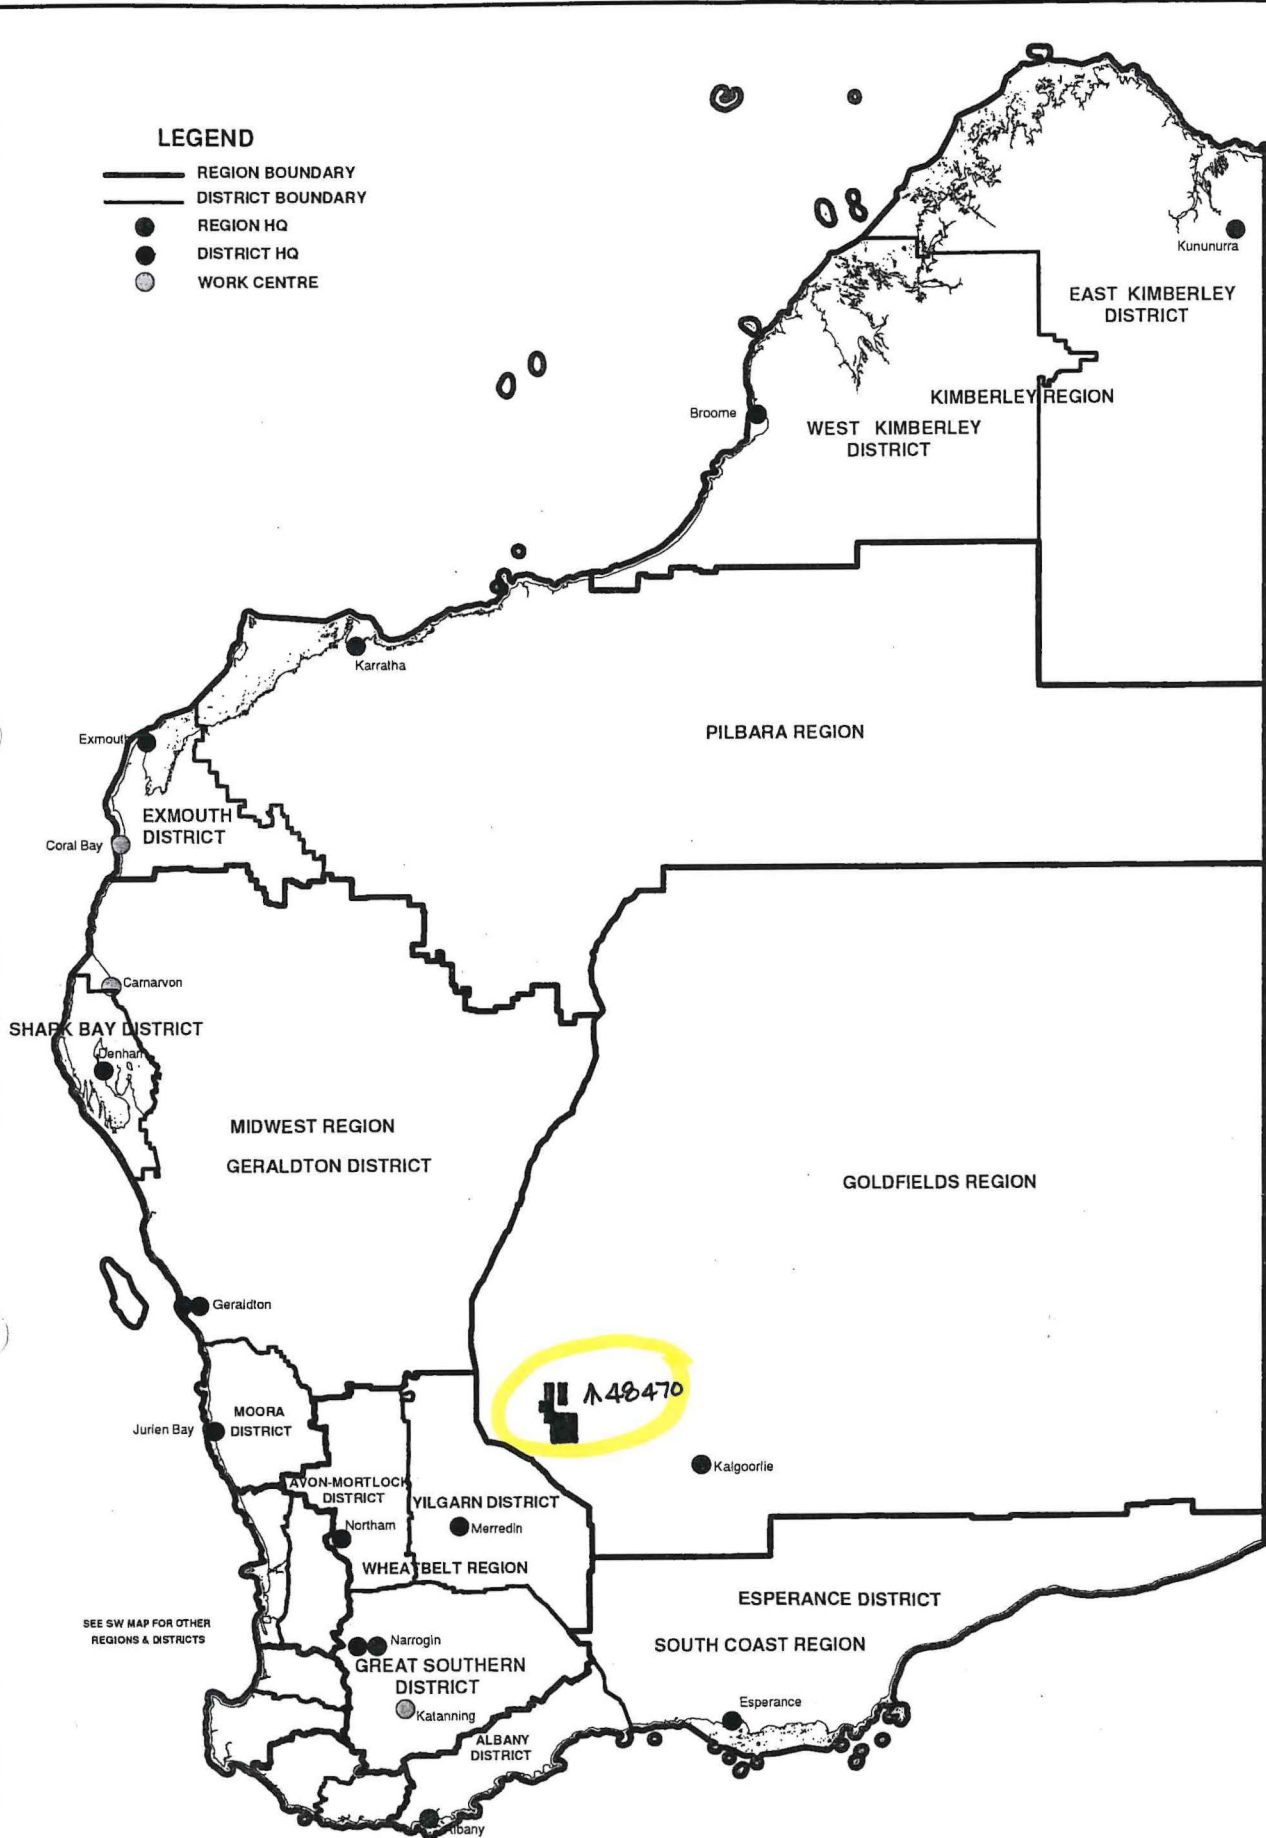 LEGEND
REGION BOUNDARY
DISTRICT BOUNDARY
REGION HQ
DISTRICT HQ
WORK CENTRE
Kununurra
EAST KIMBERLEY
DISTRICT
KIMBERLEY REGION
Broome
WEST KIMBERLEY
DISTRICT
Karratha
PILBARA REGION
Exmouth
EXMOUTH
DISTRICT
Coral Bay
Carnarvon
SHARK BAY DISTRICT
Denham
MIDWEST REGION
GERALDTON DISTRICT
GOLDFIELDS REGION
Geraldton
48470
MOORA
DISTRICT
Jurien Bay
Kalgoorlie
AVON-MORTLOCK
DISTRICT
YILGARN DISTRICT
Northam
Merredin
WHEATBELT REGION
ESPERANCE DISTRICT
SEE SW MAP FOR OTHER
REGIONS & DISTRICTS
SOUTH COAST REGION
Narrogin
GREAT SOUTHERN
DISTRICT
Katanning
Esperance
ALBANY
DISTRICT
Albany